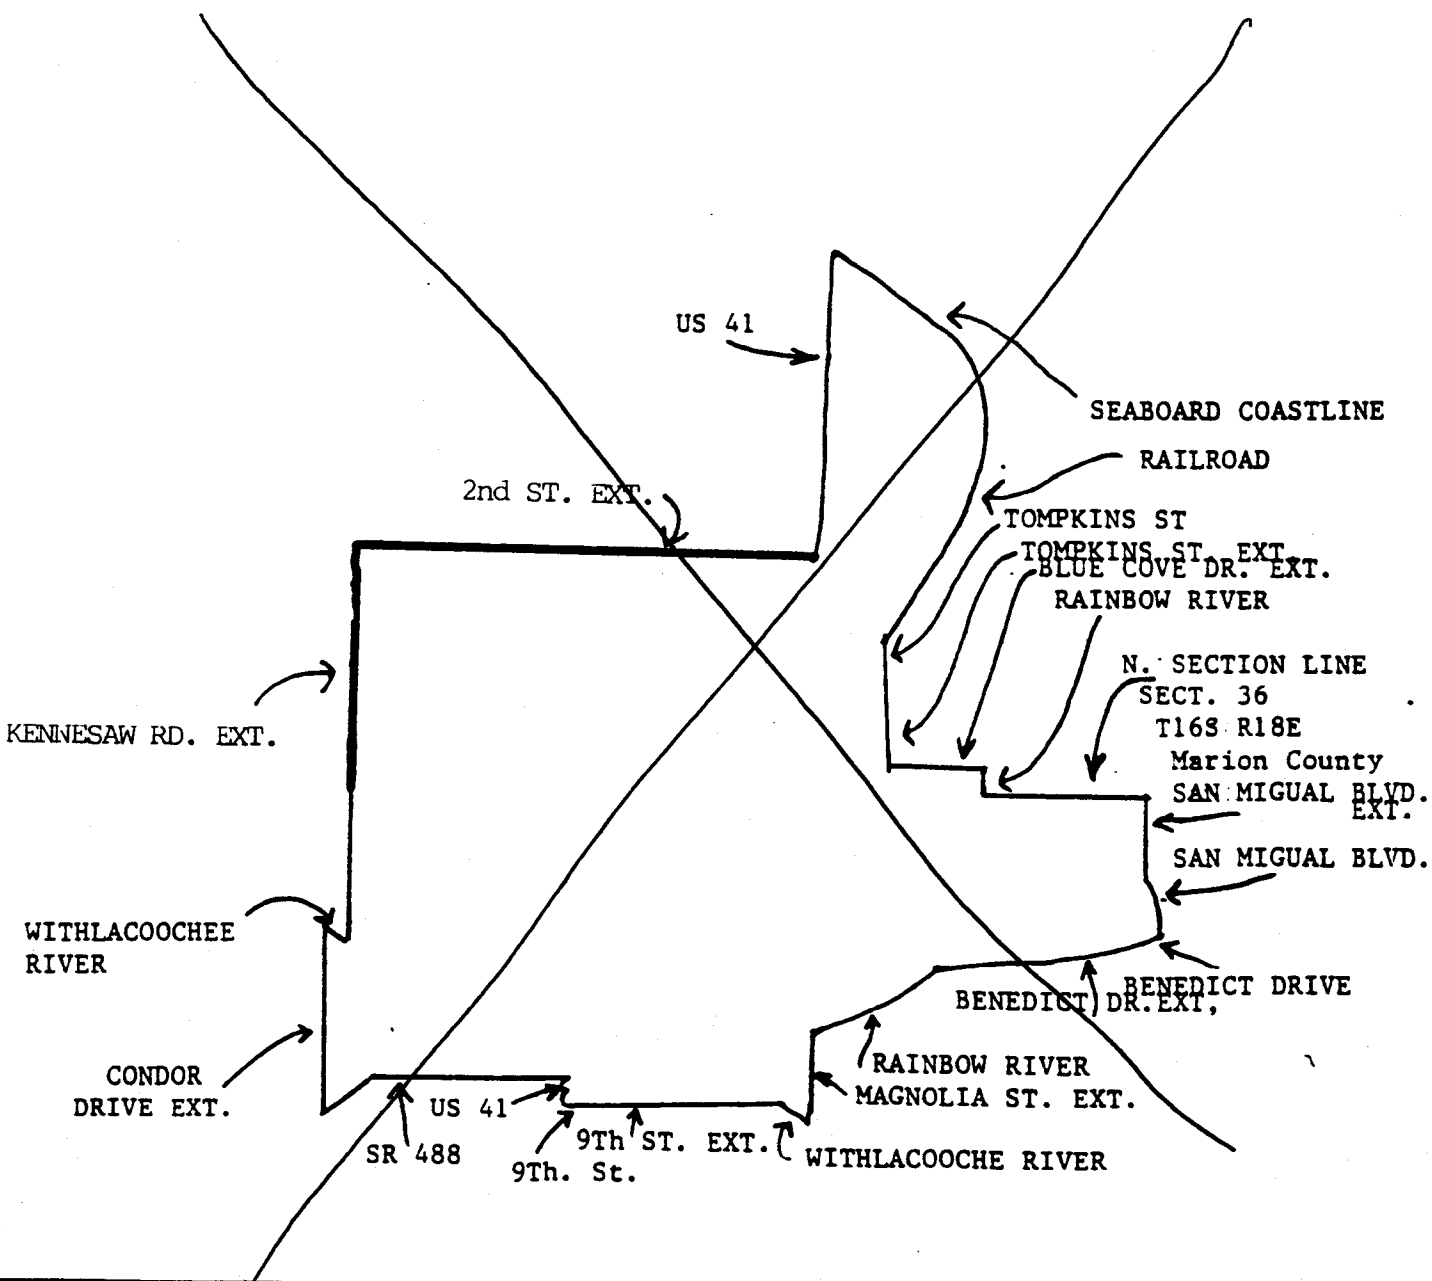 US 41
SEABOARD COASTLINE
RAILROAD
2nd ST. EXT.
TOMPKINS ST
TOMPKINS ST. EXT.
BLUE COVE DR. EXT.
RAINBOW RIVER
N. SECTION LINE
SECT. 36
T16S R18E
Marion County
SAN MIGUAL BLVD.
EXT.
KENNESAW RD. EXT.
SAN MIGUAL BLVD.
WITHLACOOCHEE
RIVER
BENEDICT DRIVE
BENEDICT DR. EXT,
RAINBOW RIVER
MAGNOLIA ST. EXT.
CONDOR
DRIVE EXT.
US 41
SR 488
9Th ST. EXT.
9Th. St.
WITHLACOOCHE RIVER